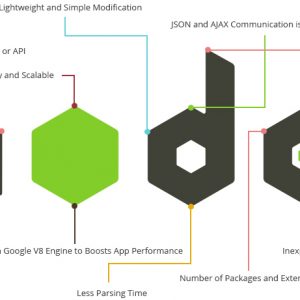 Lightweight and Simple Modification
JSON and AJAX Communication is
or API
y and Scalable
Google V8 Engine to Boosts App Performance
Inex
Less Parsing Time
Number of Packages and Exter